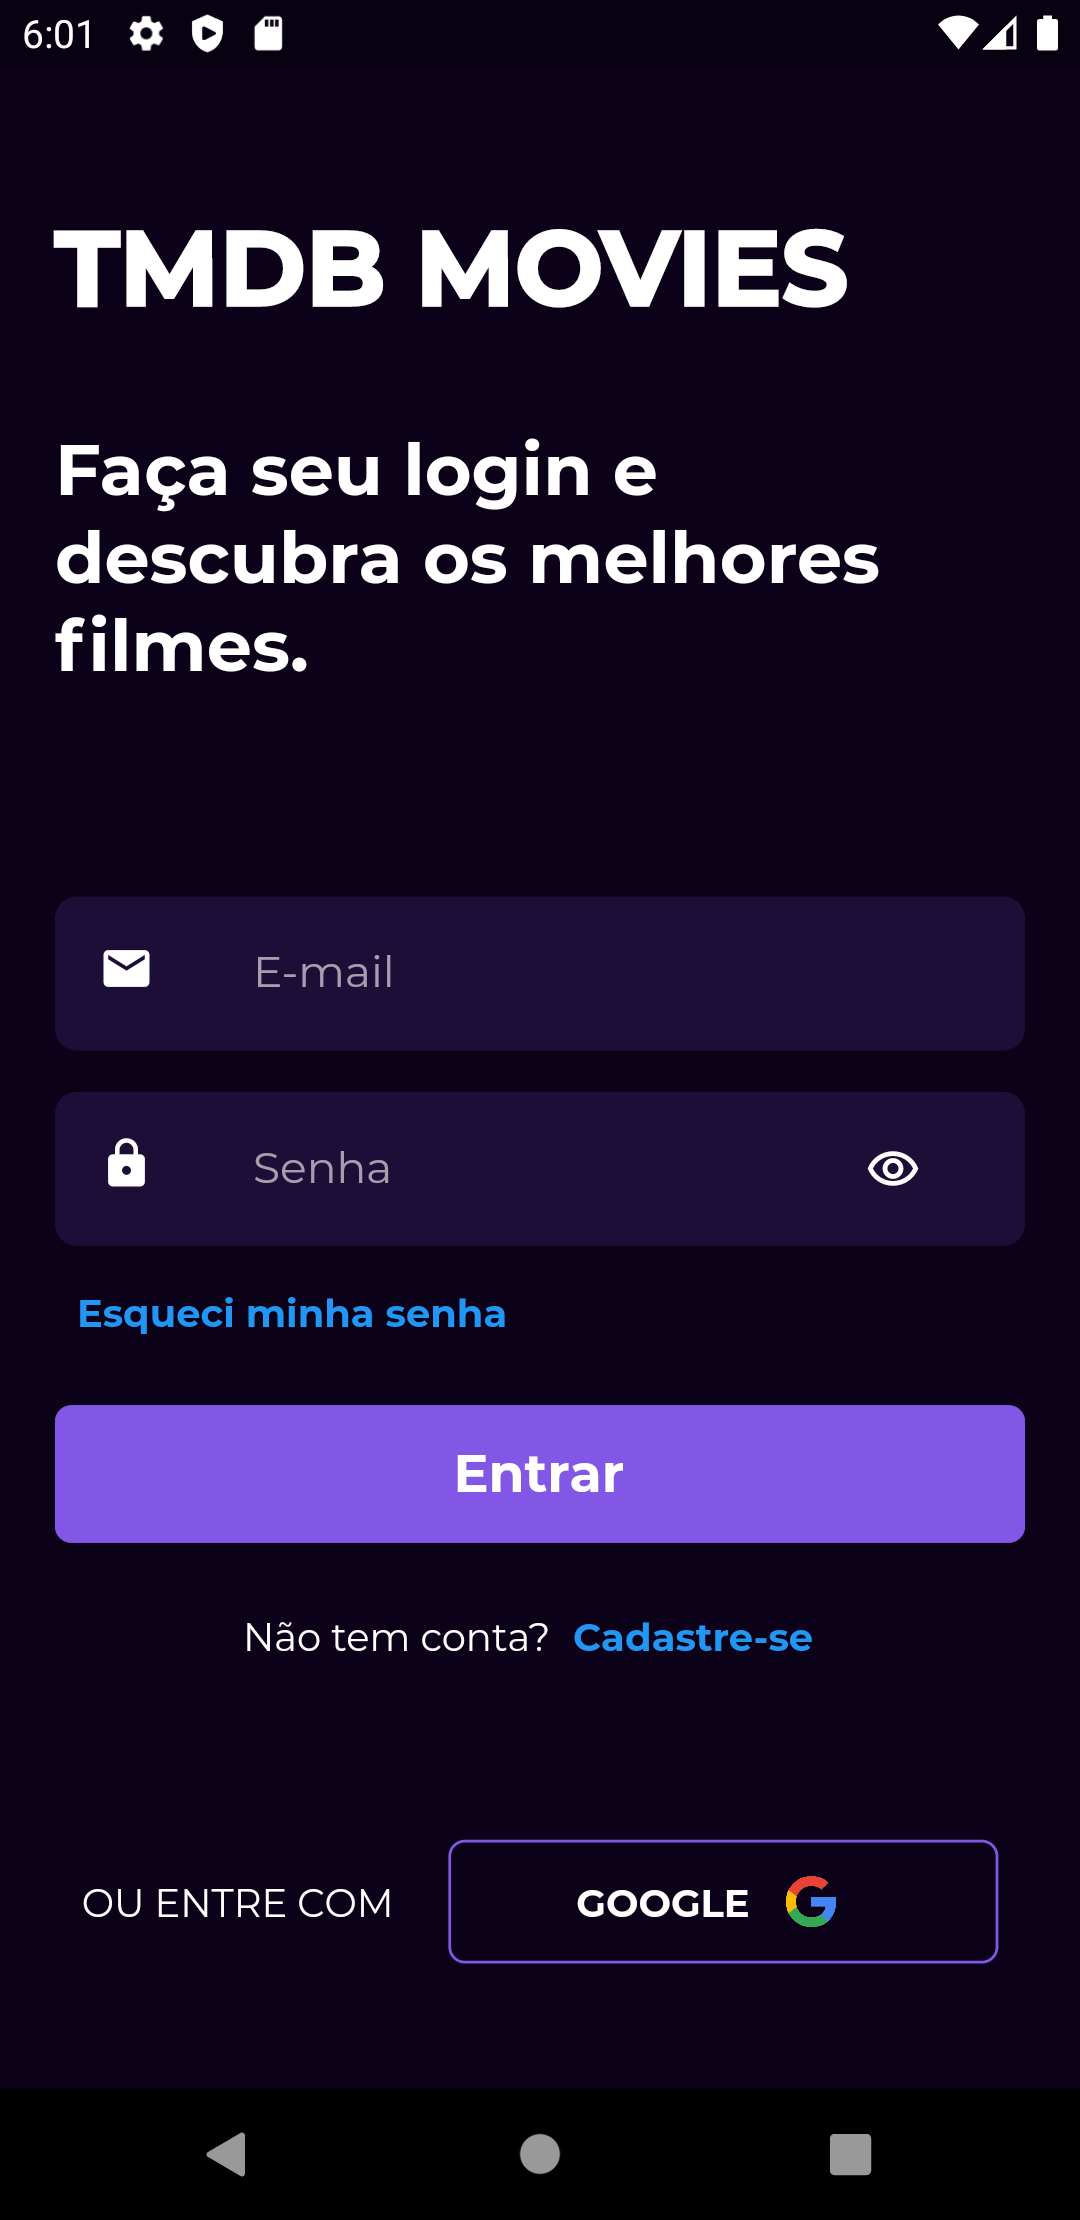 6:01
TMDB MOVIES
Faça seu login e
descubra os melhores
filmes.
E-mail
Senha
Esqueci minha senha
Entrar
Não tem conta? Cadastre-se
OU ENTRE COM GOOGLE